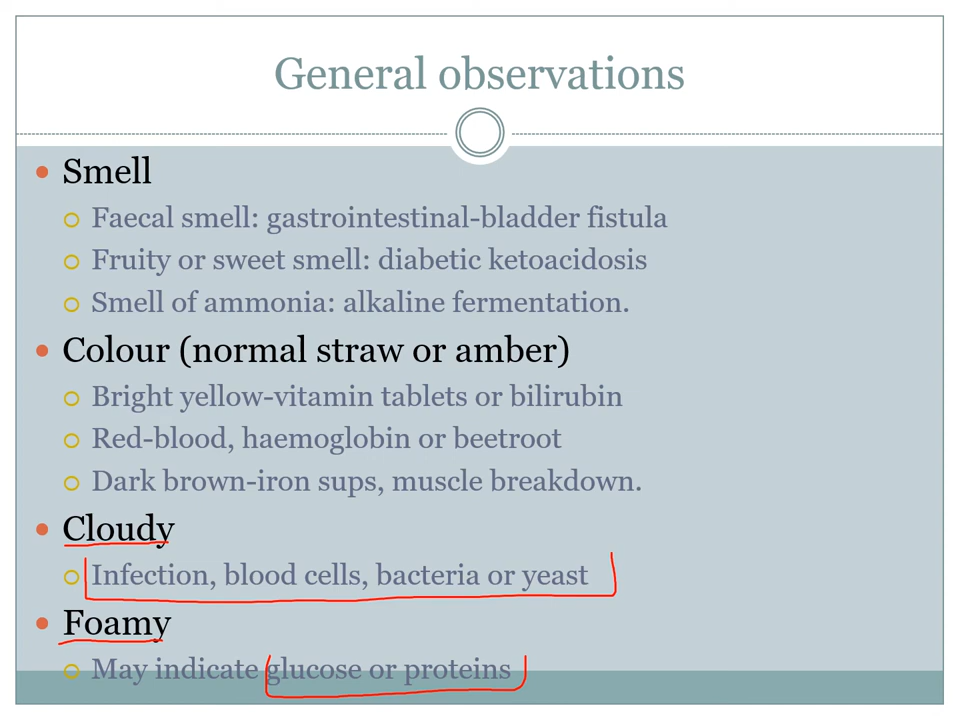 General observations
Smell
Faecal smell: gastrointestinal-bladder fistula
Fruity or sweet smell: diabetic ketoacidosis
Smell of ammonia: alkaline fermentation.
Colour (normal straw or amber)
Bright yellow-vitamin tablets or bilirubin
Red-blood, haemoglobin or beetroot
Dark brown-iron sups, muscle breakdown.
Cloudy
Infection, blood cells, bacteria or yeast
Foamy
May indicate glucose or proteins